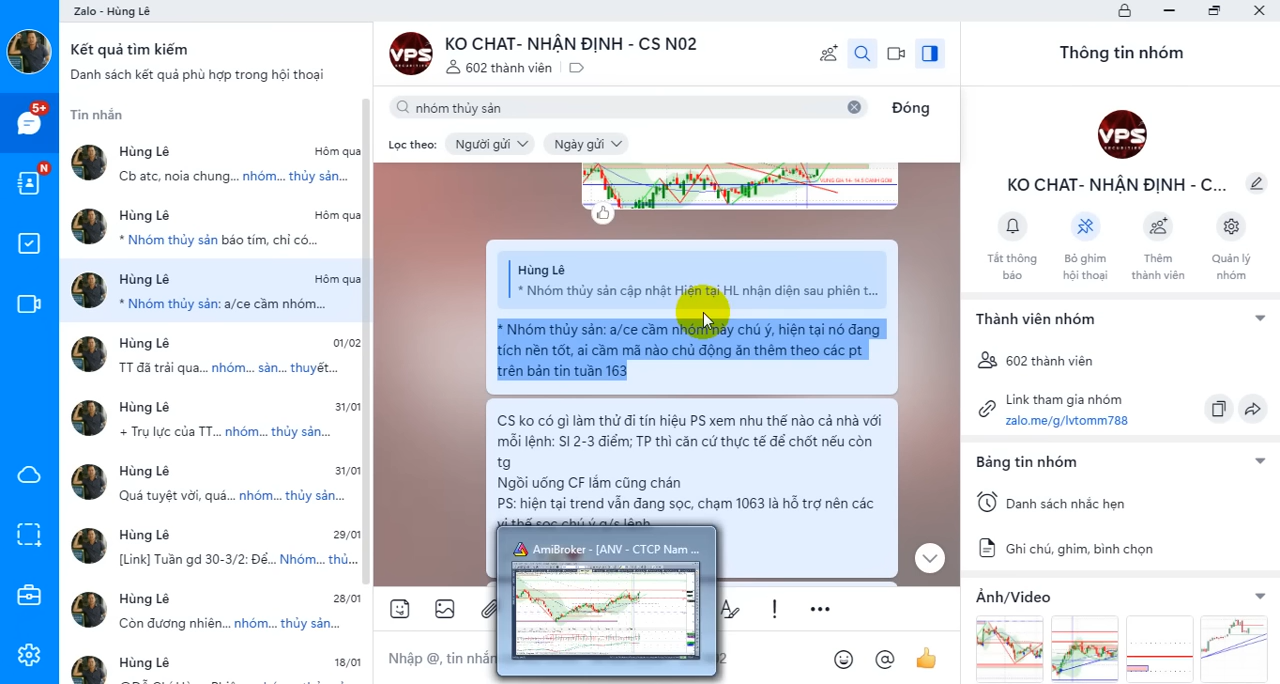 Zalo - Hùng Lê
Kết quả tìm kiếm
Danh sách kết quả phù hợp trong hội thoại
5+
N
Tin nhắn
Hùng Lê
Hôm qua
Cb atc, noia chung... nhóm... thủy sản...
Hùng Lê
Hôm qua
* Nhóm thủy sản báo tím, chỉ có...
Hùng Lê
Hôm qua
* Nhóm thủy sản: a/ce cầm nhóm...
Hùng Lê
01/02
TT đã trải qua... nhóm... sàn... thuyết...
Hùng Lê
31/01
+ Trụ lực của TT... nhóm... thủy sản...
Hùng Lê
31/01
Quá tuyệt vời, quá... nhóm... thủy sản...
Hùng Lê
29/01
[Link] Tuần gd 30-3/2: Để... Nhóm... thủ...
Hùng Lê
28/01
Còn đương nhiên... nhóm... thủy sản...
Hùng Lê
18/01
VPS
SECURITIES
KO CHAT- NHẬN ĐỊNH - CS N02
602 thành viên
nhóm thủy sản
Đóng
Lọc theo:
Người gửi
Ngày gửi
Hùng Lê
* Nhóm thủy sản cập nhật Hiện tại HL nhận diện sau phiên t...
* Nhóm thủy sản: a/ce cầm nhóm này chú ý, hiện tại nó đang
tích nền tốt, ai cầm mã nào chủ động ăn thêm theo các pt
trên bản tin tuần 163
CS ko có gì làm thử đi tín hiệu PS xem nhu thế nào cả nhà với
mỗi lệnh: Sl 2-3 điểm; TP thì căn cứ thực tế để chốt nếu còn
tg
Ngồi uống CF lắm cũng chán
PS: hiện tại trend vẫn đang sọc, chạm 1063 là hỗ trợ nên các
vị thế sọc chú ý q/s lệnh
AmiBroker - [ANV - CTCP Nam ...
Nhập @, tin nhắn
02
Thông tin nhóm
VPS
SECURITIES
KO CHAT- NHẬN ĐỊNH - C...
Tắt thông
báo
Bỏ ghim
hội thoại
Thêm
thành viên
Quản lý
nhóm
Thành viên nhóm
602 thành viên
Link tham gia nhóm
zalo.me/g/lvtomm788
Bảng tin nhóm
Danh sách nhắc hẹn
Ghi chú, ghim, bình chọn
Ảnh/Video